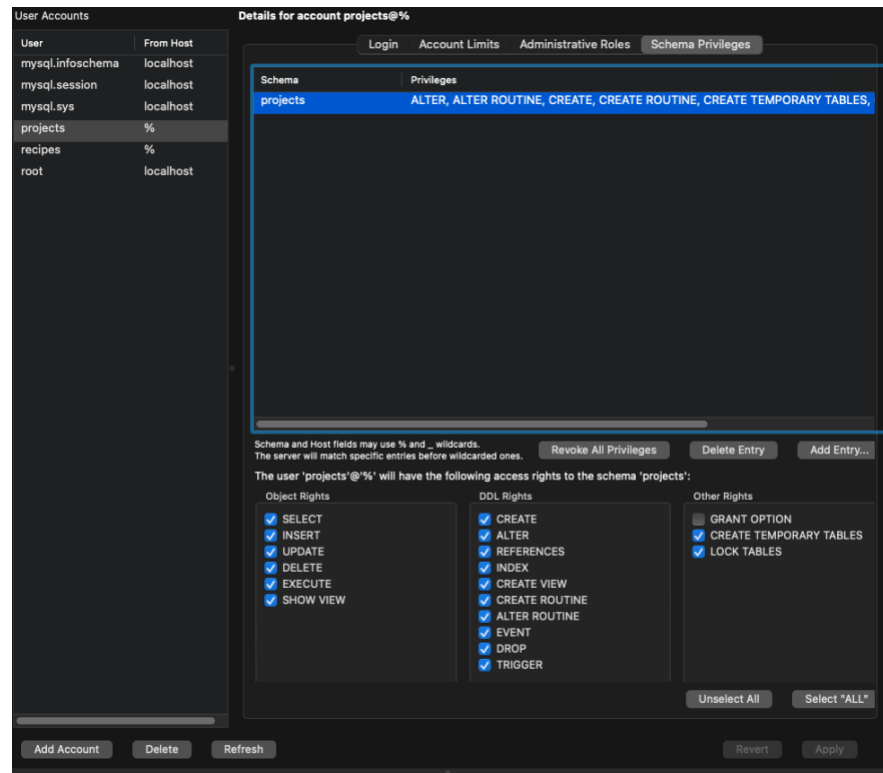 User Accounts
Details for account projects@%
User From Host
mysql.infoschema localhost
mysql.session localhost
mysql.sys localhost
projects %
recipes %
root localhost
Login Account Limits Administrative Roles Schema Privileges
Schema Privileges
projects ALTER, ALTER ROUTINE, CREATE, CREATE ROUTINE, CREATE TEMPORARY TABLES,
Schema and Host fields may use % and _ wildcards.
The server will match specific entries before wildcarded ones.
Revoke All Privileges Delete Entry Add Entry...
The user 'projects'@'%' will have the following access rights to the schema 'projects':
Object Rights
SELECT
INSERT
UPDATE
DELETE
EXECUTE
SHOW VIEW
DDL Rights
CREATE
ALTER
REFERENCES
INDEX
CREATE VIEW
CREATE ROUTINE
ALTER ROUTINE
EVENT
DROP
TRIGGER
Other Rights
GRANT OPTION
CREATE TEMPORARY TABLES
LOCK TABLES
Unselect All Select "ALL"
Add Account Delete Refresh Revert Apply